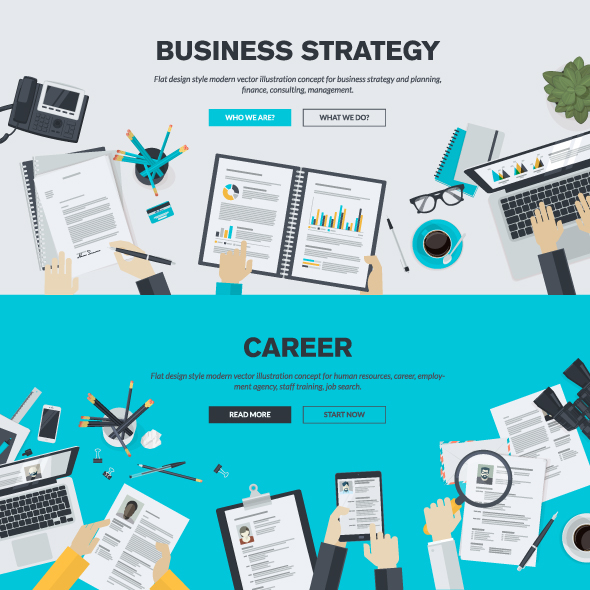 BUSINESS STRATEGY
Flat design style modern vector illustration concept for business strategy and planning,
finance, consulting, management.
WHO WE ARE?
WHAT WE DO?
CAREER
Flat design style modern vector illustration concept for human resources, career, employ-
ment agency, staff training, job search.
READ MORE
START NOW